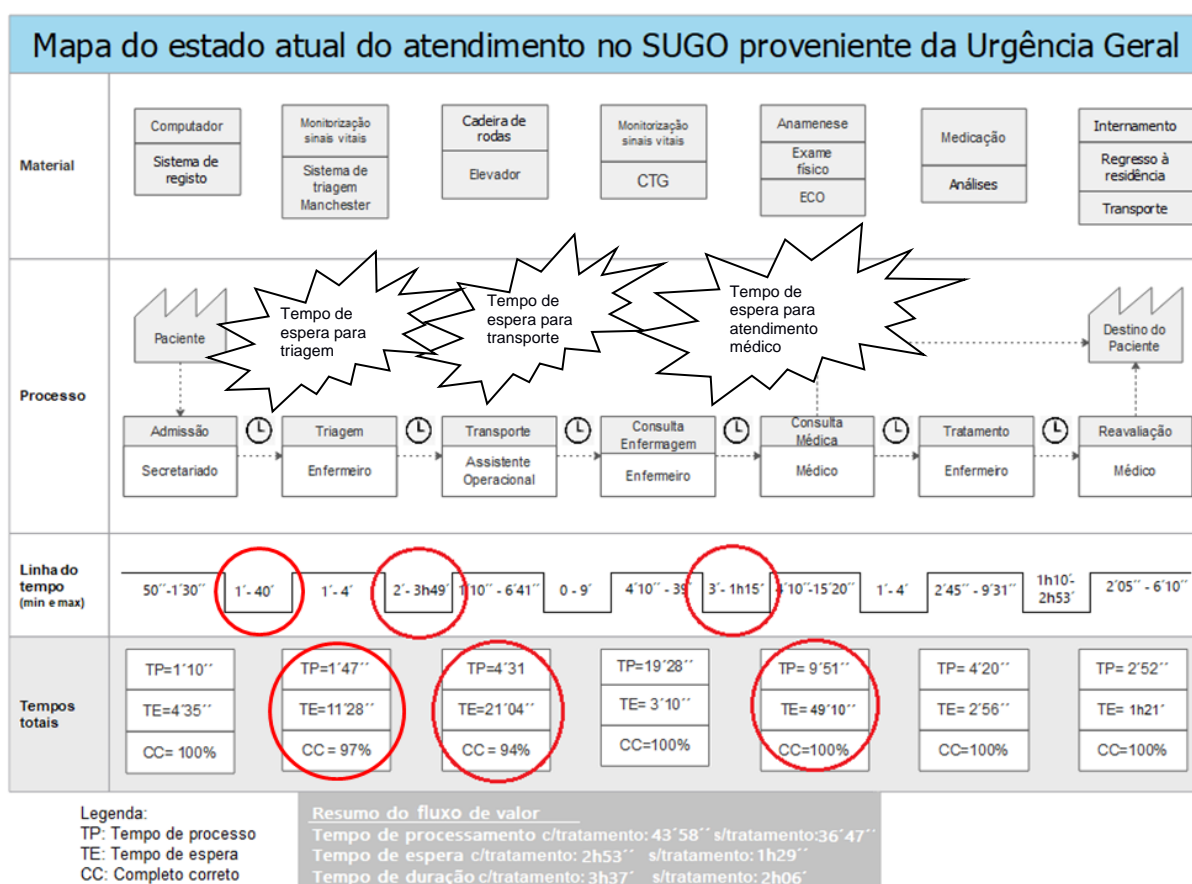 Mapa do estado atual do atendimento no SUGO proveniente da Urgência Geral
Material
Computador
Sistema de
registo
Monitorização
sinais vitais
Sistema de
triagem
Manchester
Cadeira de
rodas
Elevador
Monitorização
sinais vitais
CTG
Anamenese
Exame
físico
ECO
Medicação
Análises
Internamento
Regresso à
residência
Transporte
Processo
Paciente
Tempo de
espera para
triagem
Tempo de
espera para
transporte
Tempo de
espera para
atendimento
médico
Destino do
Paciente
Admissão
Secretariado
Triagem
Enfermeiro
Transporte
Assistente
Operacional
Consulta
Enfermagem
Enfermeiro
Consulta
Médica
Médico
Tratamento
Enfermeiro
Reavaliação
Médico
Linha do
tempo
(min e max)
50´´-1´30´´
1´- 40´
1´- 4´
2´- 3h49´
1´10´´ - 6´41´´
0 - 9´
4´10´´ - 39
3´- 1h15´
4´10´´-15´20´´
1´- 4´
2´45´´ - 9´31´´
1h10´-
2h53´
2´05´´ - 6´10´´
Tempos
totais
TP=1´10´´
TE=4´35´´
CC= 100%
TP=1´47´´
TE=11´28´´
CC = 97%
TP=4´31
TE=21´04´´
CC = 94%
TP=19´28´´
TE= 3´10´´
CC=100%
TP= 9´51´´
TE= 49´10´´
CC=100%
TP= 4´20´´
TE= 2´56´´
CC=100%
TP= 2´52´´
TE= 1h21´
CC=100%
Legenda:
TP: Tempo de processo
TE: Tempo de espera
CC: Completo correto
Resumo do fluxo de valor
Tempo de processamento c/tratamento: 43´58´´ s/tratamento:36´47´´
Tempo de espera c/tratamento: 2h53´´ s/tratamento: 1h29´´
Tempo de duração c/tratamento: 3h37´ s/tratamento: 2h06´